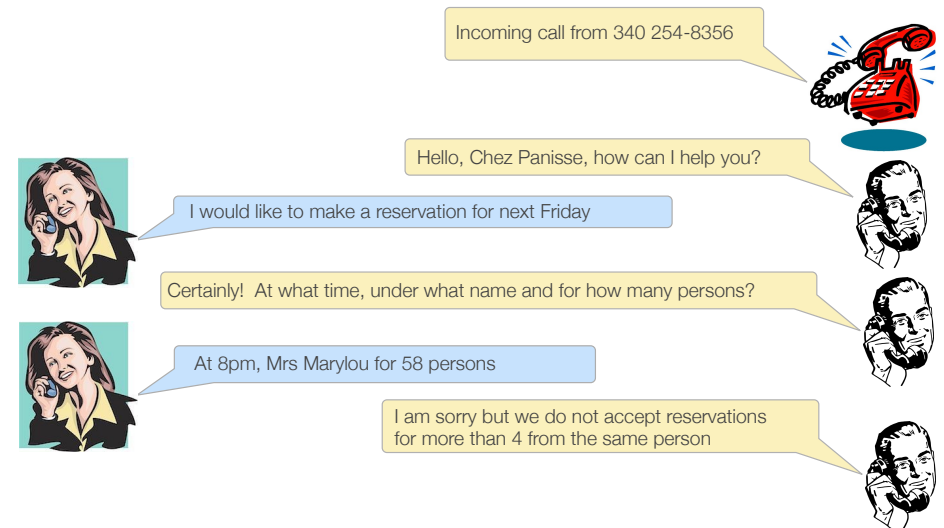 Incoming call from 340 254-8356
Hello, Chez Panisse, how can I help you?
I would like to make a reservation for next Friday
Certainly!  At what time, under what name and for how many persons?
At 8pm, Mrs Marylou for 58 persons
I am sorry but we do not accept reservations
for more than 4 from the same person